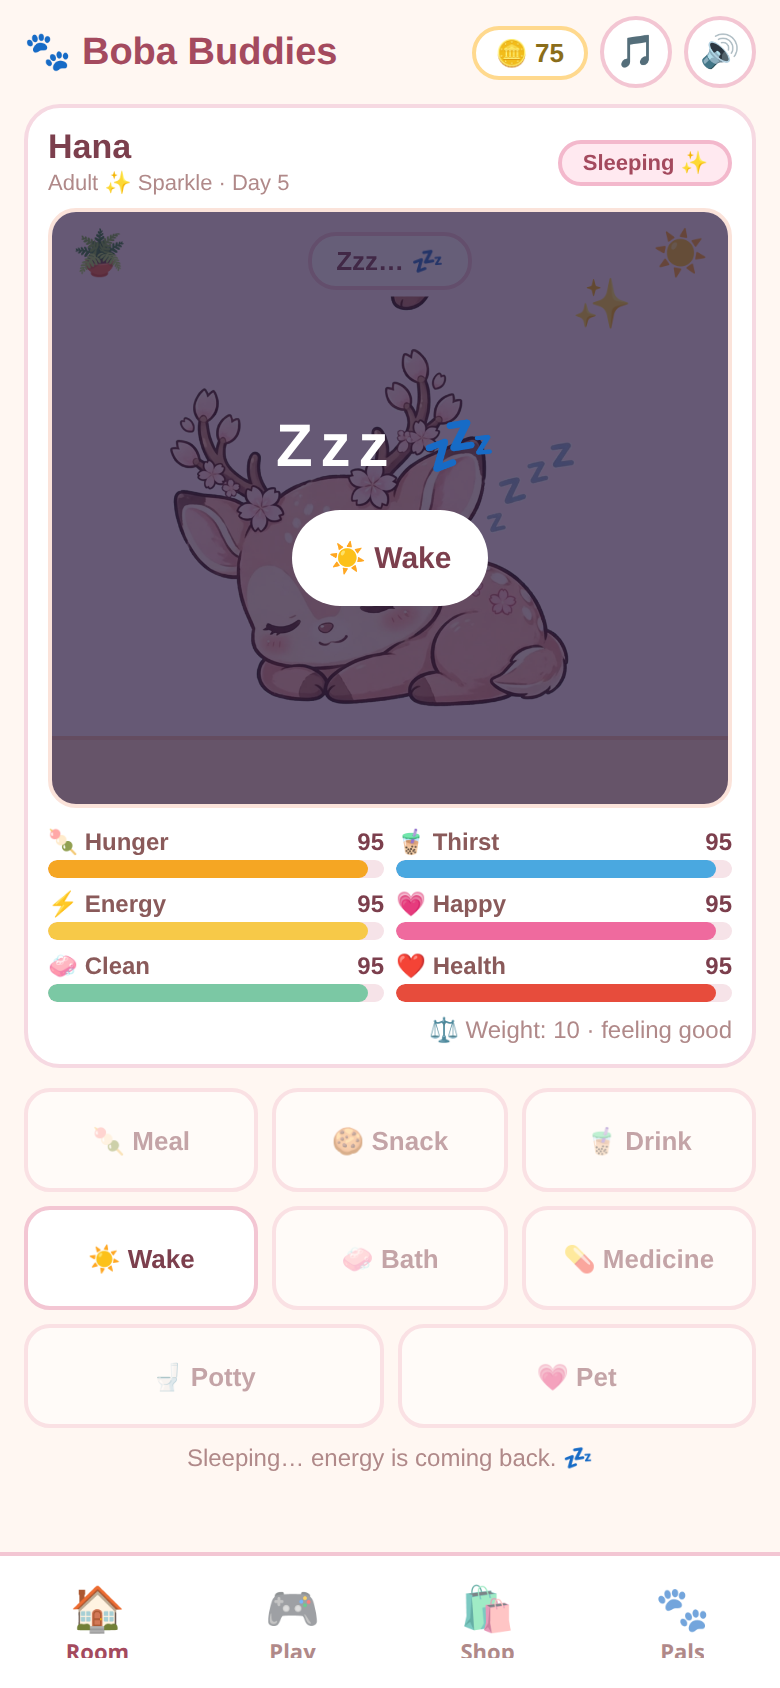 🐾 Boba Buddies
🪙 75
🎵
🔊
Hana
Adult ✨ Sparkle · Day 5
Sleeping ✨
Zzz… 💤
Zzz 💤
z z z z
☀️ Wake
🍡 Hunger 95
🧋 Thirst 95
⚡ Energy 95
💗 Happy 95
🧼 Clean 95
❤️ Health 95
⚖️ Weight: 10 · feeling good
🍡 Meal
🍪 Snack
🧋 Drink
☀️ Wake
🧼 Bath
💊 Medicine
🚽 Potty
💗 Pet
Sleeping… energy is coming back. 💤
Room
Play
Shop
Pals